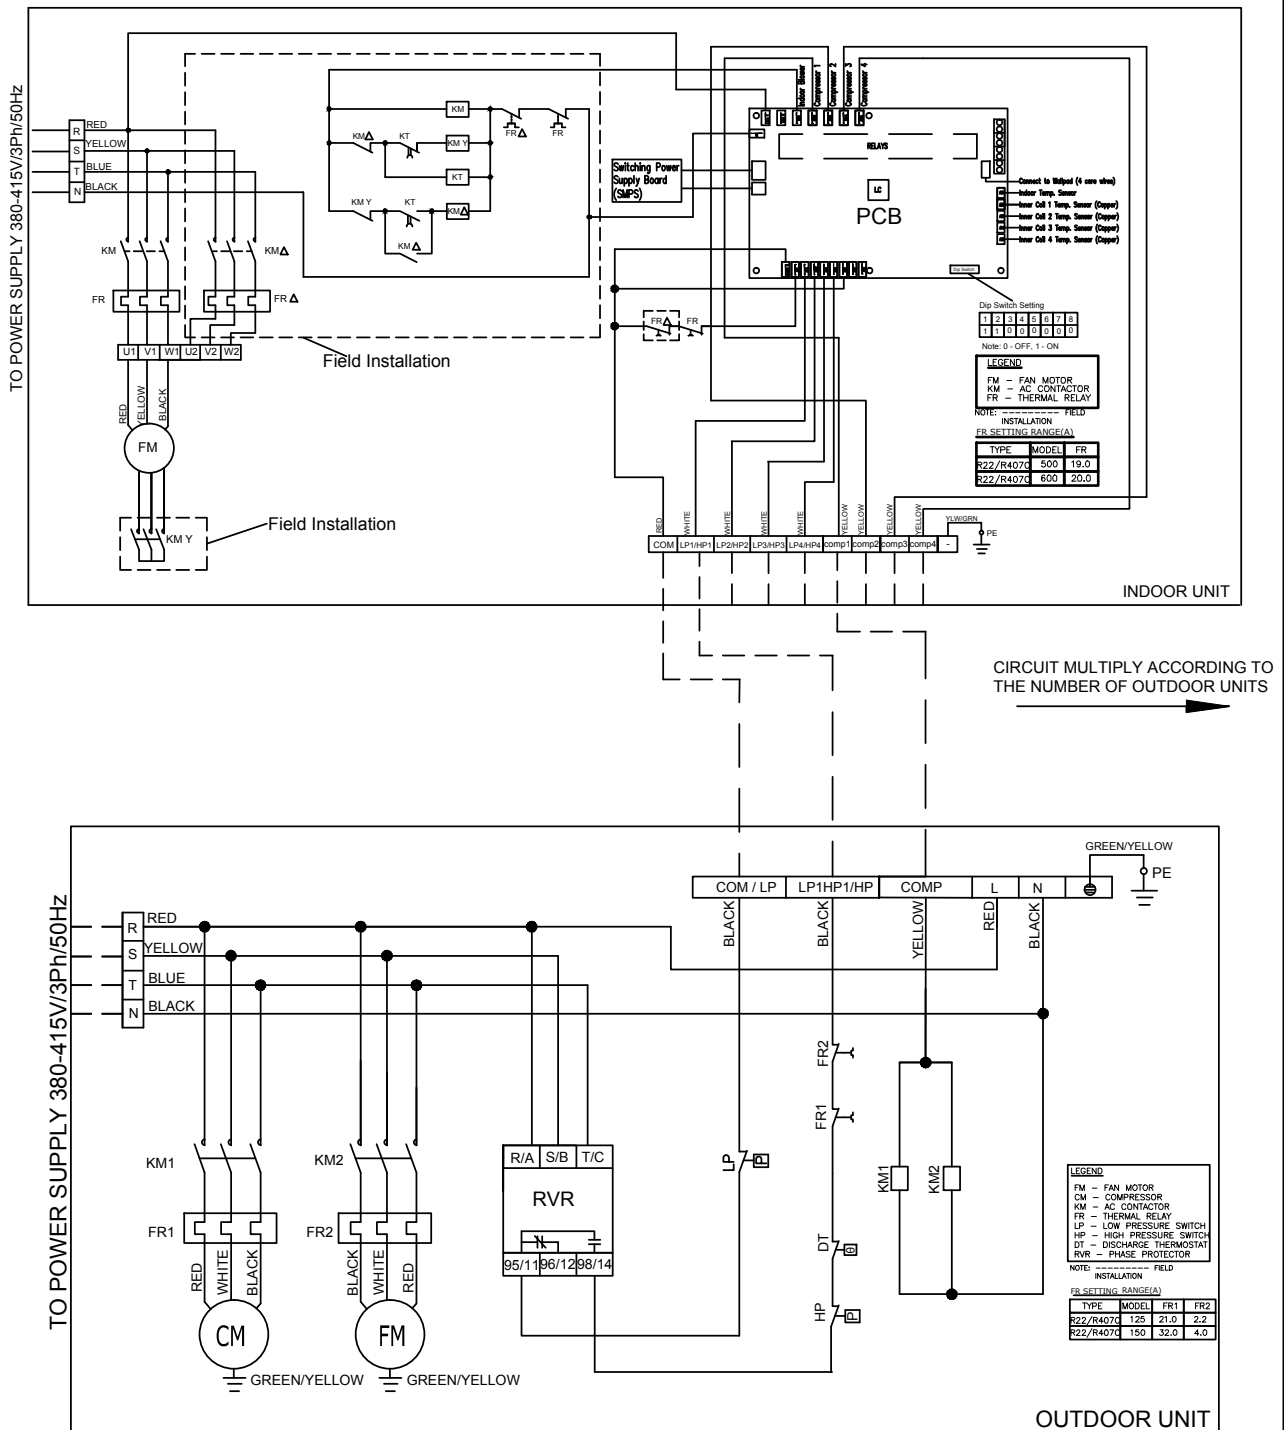 TO POWER SUPPLY 380-415V/3Ph/50Hz
R RED
S YELLOW
T BLUE
N BLACK
KM
KM△
FR
FR △
U1 V1 W1 U2 V2 W2
RED
YELLOW
BLACK
FM
KM Y
Field Installation
Field Installation
KM
KM△ KT KM Y
KT
KM Y KT KM△
KM△
FR△ FR
Indoor Blower
Compressor 1
Compressor 2
Compressor 3
Compressor 4
RELAYS
LC
PCB
Switching Power
Supply Board
(SMPS)
Connect to Wallpad (4 core wires)
Indoor Temp. Sensor
Inner Coil 1 Temp. Sensor (Copper)
Inner Coil 2 Temp. Sensor (Copper)
Inner Coil 3 Temp. Sensor (Copper)
Inner Coil 4 Temp. Sensor (Copper)
Dip Switch
Dip Switch Setting
1 2 3 4 5 6 7 8
1 1 0 0 0 0 0 0
Note: 0 - OFF, 1 - ON
LEGEND
FM – FAN MOTOR
KM – AC CONTACTOR
FR – THERMAL RELAY
NOTE: --------- FIELD
INSTALLATION
FR SETTING RANGE(A)
TYPE MODEL FR
R22/R407C 500 19.0
R22/R407C 600 20.0
FR△ FR
RED
WHITE
WHITE
WHITE
WHITE
YELLOW
YELLOW
YELLOW
YELLOW
YLW/GRN
PE
COM LP1/HP1 LP2/HP2 LP3/HP3 LP4/HP4 comp1 comp2 comp3 comp4 -
INDOOR UNIT
CIRCUIT MULTIPLY ACCORDING TO
THE NUMBER OF OUTDOOR UNITS
GREEN/YELLOW
PE
COM / LP LP1HP1/HP COMP L N
BLACK
BLACK
YELLOW
RED
BLACK
TO POWER SUPPLY 380-415V/3Ph/50Hz
R RED
S YELLOW
T BLUE
N BLACK
KM1
KM2
FR1
FR2
RED
WHITE
BLACK
BLACK
WHITE
RED
CM
FM
GREEN/YELLOW
GREEN/YELLOW
R/A S/B T/C
RVR
95/11 96/12 98/14
LP P
FR2
FR1
DT θ
HP P
KM1
KM2
LEGEND
FM – FAN MOTOR
CM – COMPRESSOR
KM – AC CONTACTOR
FR – THERMAL RELAY
LP – LOW PRESSURE SWITCH
HP – HIGH PRESSURE SWITCH
DT – DISCHARGE THERMOSTAT
RVR – PHASE PROTECTOR
NOTE: --------- FIELD
INSTALLATION
FR SETTING RANGE(A)
TYPE MODEL FR1 FR2
R22/R407C 125 21.0 2.2
R22/R407C 150 32.0 4.0
OUTDOOR UNIT